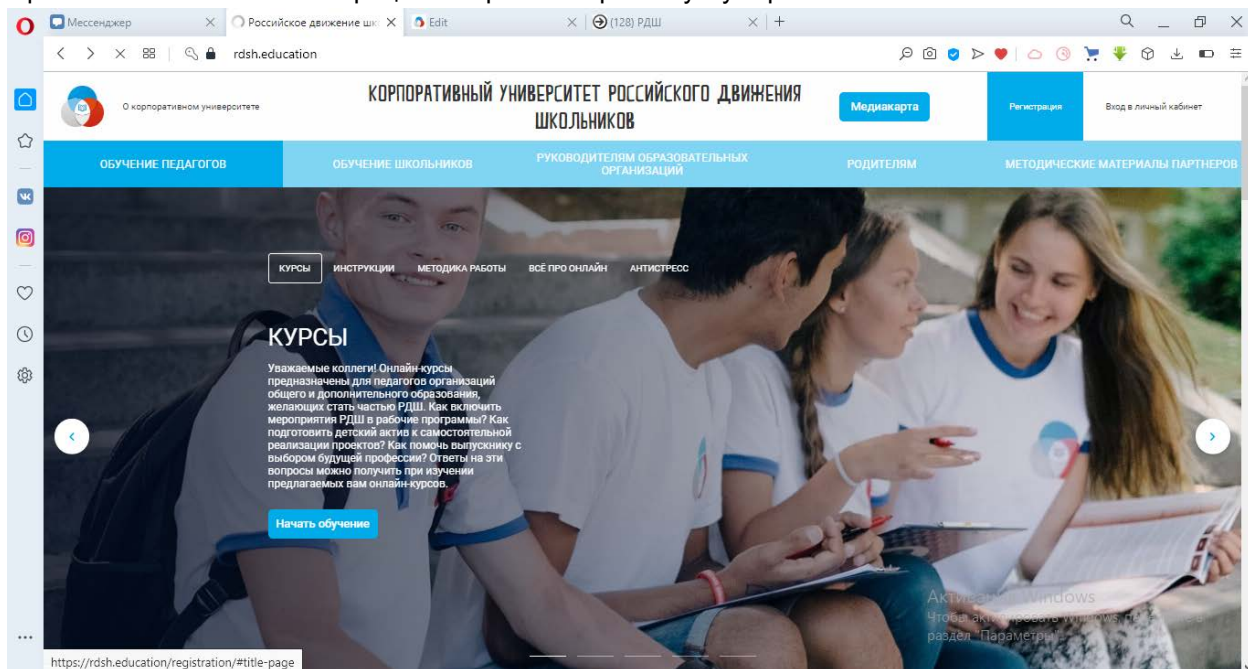 Мессенджер
Российское движение шк
Edit
(128) РДШ
rdsh.education
О корпоративном университете
КОРПОРАТИВНЫЙ УНИВЕРСИТЕТ РОССИЙСКОГО ДВИЖЕНИЯ
ШКОЛЬНИКОВ
Медиакарта
Регистрация
Вход в личный кабинет
ОБУЧЕНИЕ ПЕДАГОГОВ
ОБУЧЕНИЕ ШКОЛЬНИКОВ
РУКОВОДИТЕЛЯМ ОБРАЗОВАТЕЛЬНЫХ
ОРГАНИЗАЦИЙ
РОДИТЕЛЯМ
МЕТОДИЧЕСКИЕ МАТЕРИАЛЫ ПАРТНЕРОВ
КУРСЫ ИНСТРУКЦИИ МЕТОДИКА РАБОТЫ ВСЁ ПРО ОНЛАЙН АНТИСТРЕСС
КУРСЫ
Уважаемые коллеги! Онлайн-курсы
предназначены для педагогов организаций
общего и дополнительного образования,
желающих стать частью РДШ. Как включить
мероприятия РДШ в рабочие программы? Как
подготовить детский актив к самостоятельной
реализации проектов? Как помочь выпускнику с
выбором будущей профессии? Ответы на эти
вопросы можно получить при изучении
предлагаемых вам онлайн-курсов.
Начать обучение
Активация Windows
Чтобы активировать Windows, в
раздел "Параметры".
https://rdsh.education/registration/#title-page